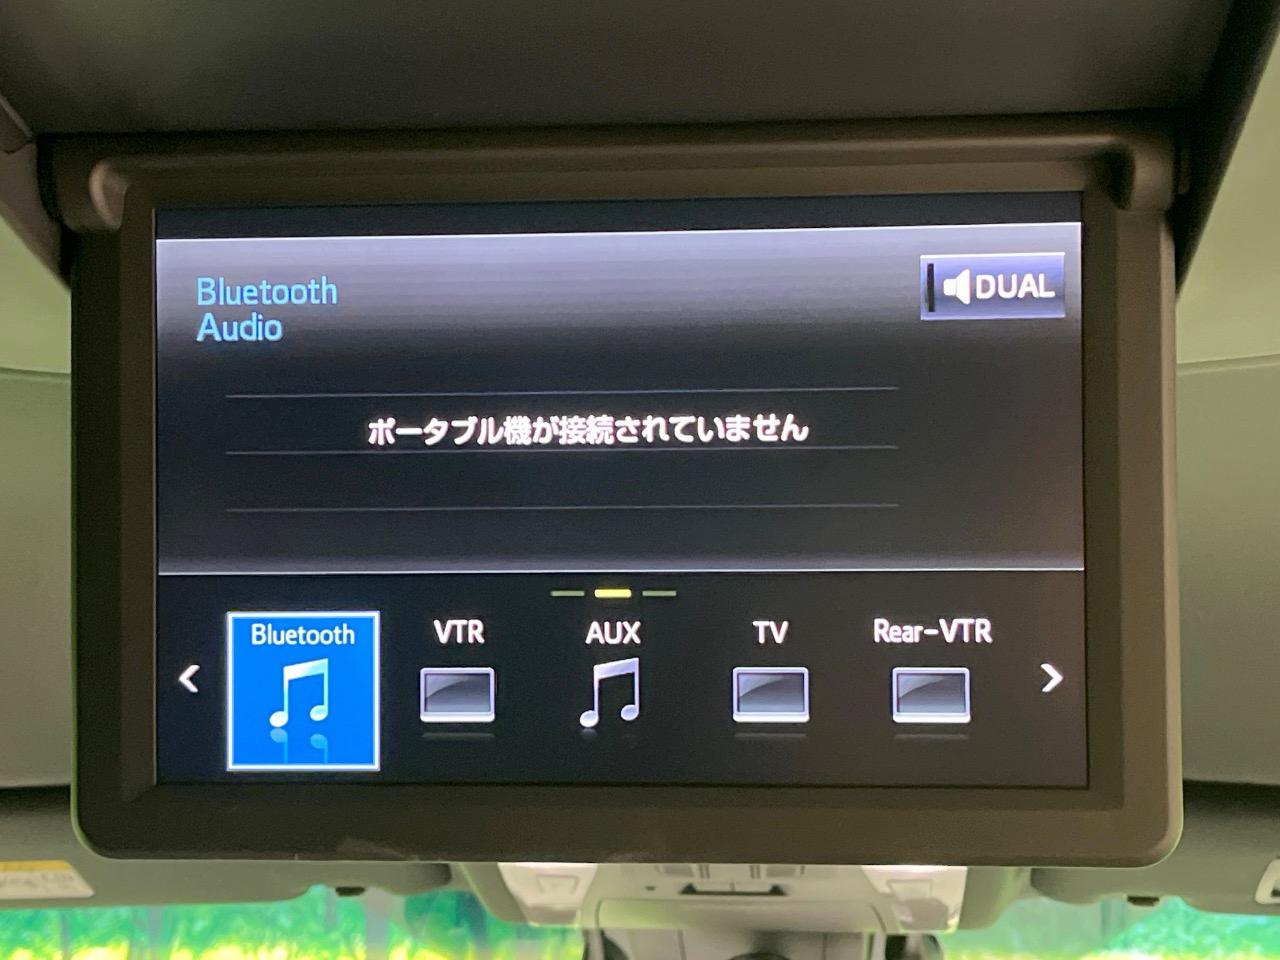 Bluetooth
Audio
DUAL
ポータブル機が接続されていません
Bluetooth
VTR
AUX
TV
Rear-VTR